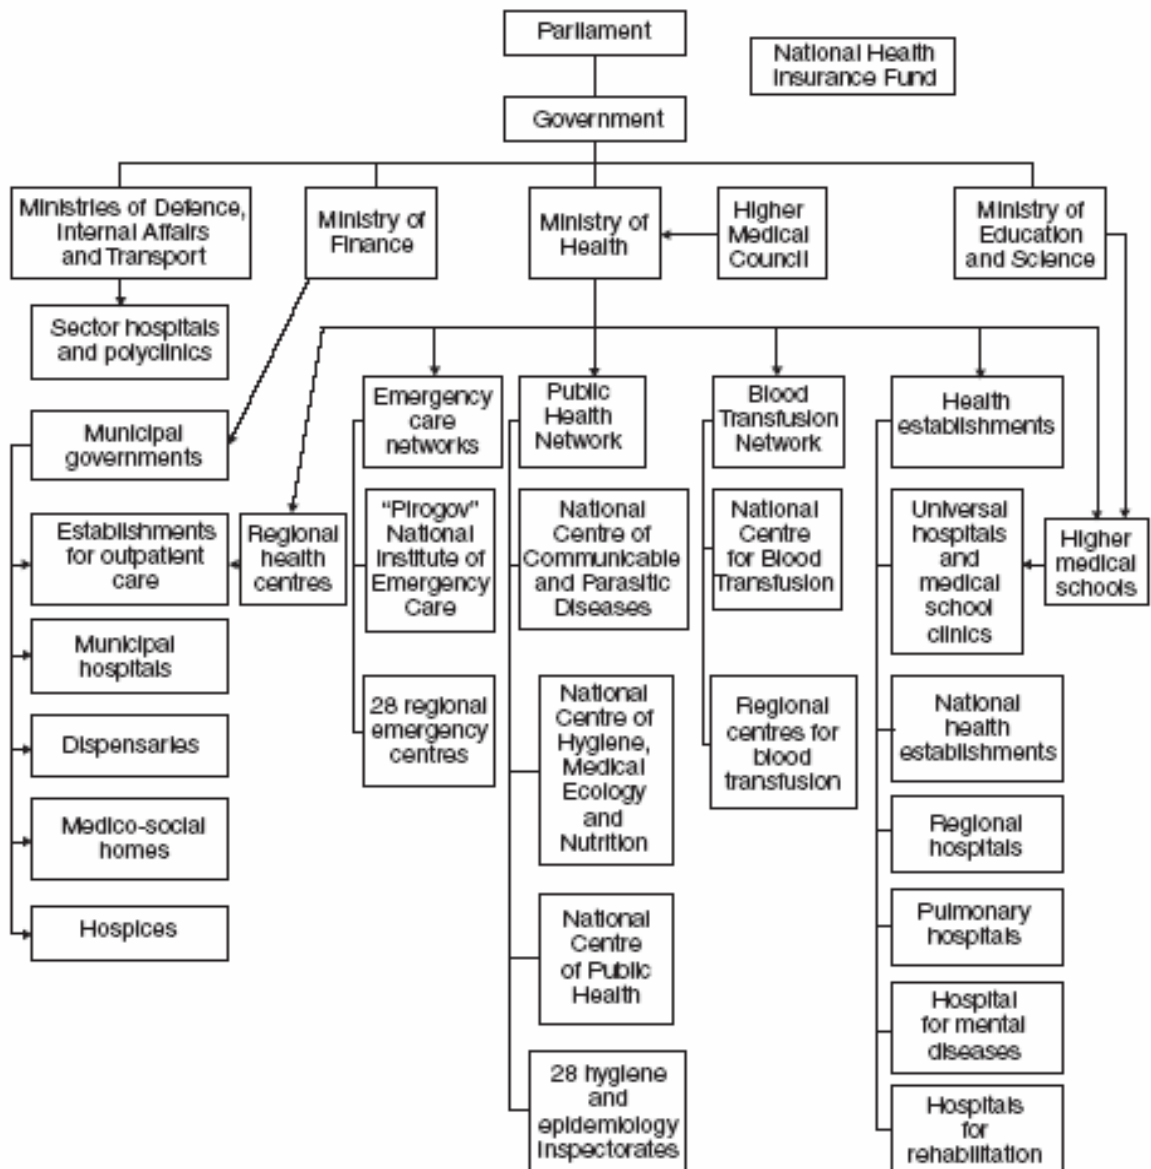 Parliament
National Health
Insurance Fund
Government
Ministries of Defence,
Internal Affairs
and Transport
Ministry of
Finance
Ministry of
Health
Higher
Medical
Council
Ministry of
Education
and Science
Sector hospitals
and polyclinics
Municipal
governments
Emergency
care
networks
Public
Health
Network
Blood
Transfusion
Network
Health
establishments
Establishments
for outpatient
care
Regional
health
centres
“Pirogov”
National
Institute of
Emergency
Care
National
Centre of
Communicable
and Parasitic
Diseases
National
Centre
for Blood
Transfusion
Universal
hospitals
and
medical
school
clinics
Higher
medical
schools
Municipal
hospitals
28 regional
emergency
centres
National
Centre of
Hygiene,
Medical
Ecology
and
Nutrition
Regional
centres for
blood
transfusion
National
health
establishments
Dispensaries
Medico-social
homes
Regional
hospitals
Hospices
National
Centre
of Public
Health
Pulmonary
hospitals
Hospital
for mental
diseases
28 hygiene
and
epidemiology
inspectorates
Hospitals
for
rehabilitation